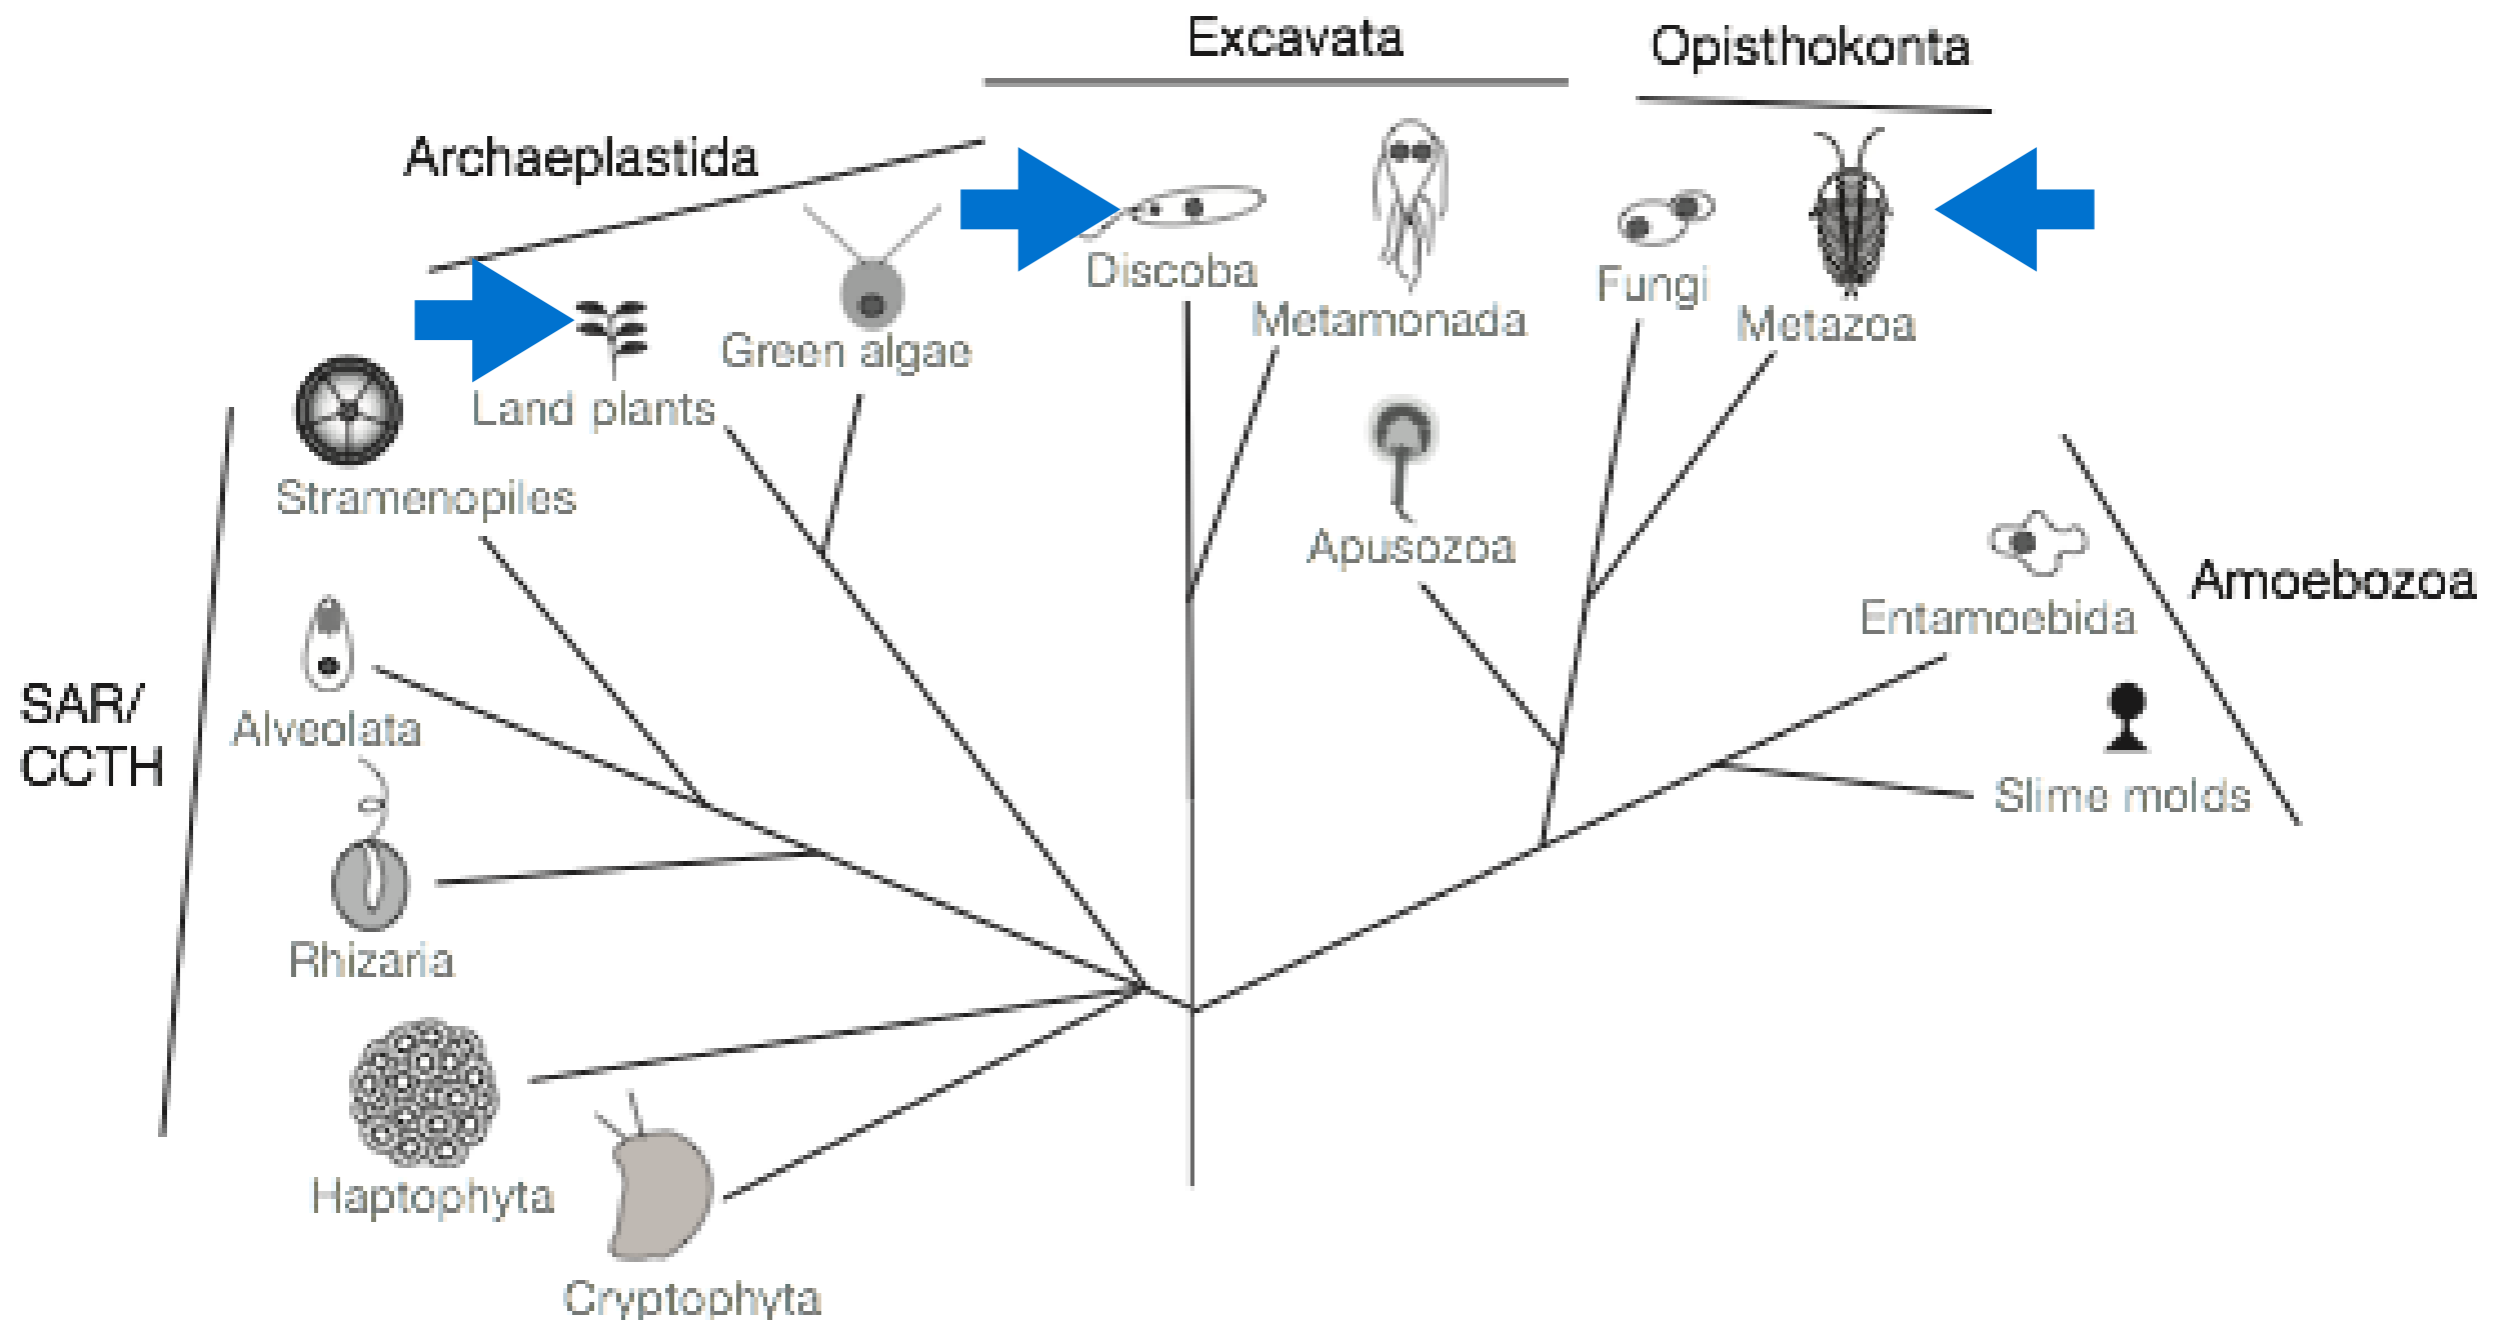 Excavata
Opisthokonta
Archaeplastida
Discoba
Fungi
Metamonada
Metazoa
Green algae
Land plants
Stramenopiles
Apusozoa
Amoebozoa
Entamoebida
SAR/
CCTH
Alveolata
Slime molds
Rhizaria
Haptophyta
Cryptophyta